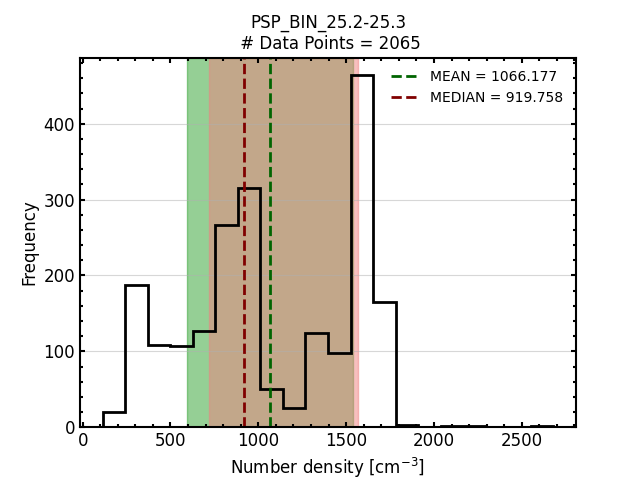 PSP_BIN_25.2-25.3
# Data Points = 2065
MEAN = 1066.177
MEDIAN = 919.758
Frequency
400
300
200
100
0
0 500 1000 1500 2000 2500
Number density [cm⁻³]